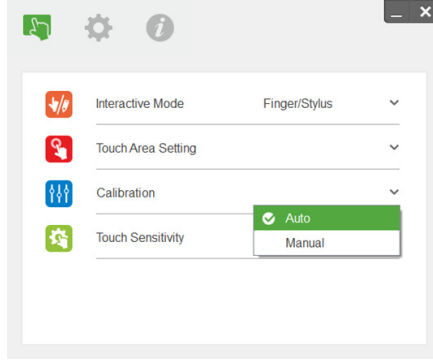 Interactive Mode Finger/Stylus
Touch Area Setting
Calibration
Auto
Touch Sensitivity
Manual